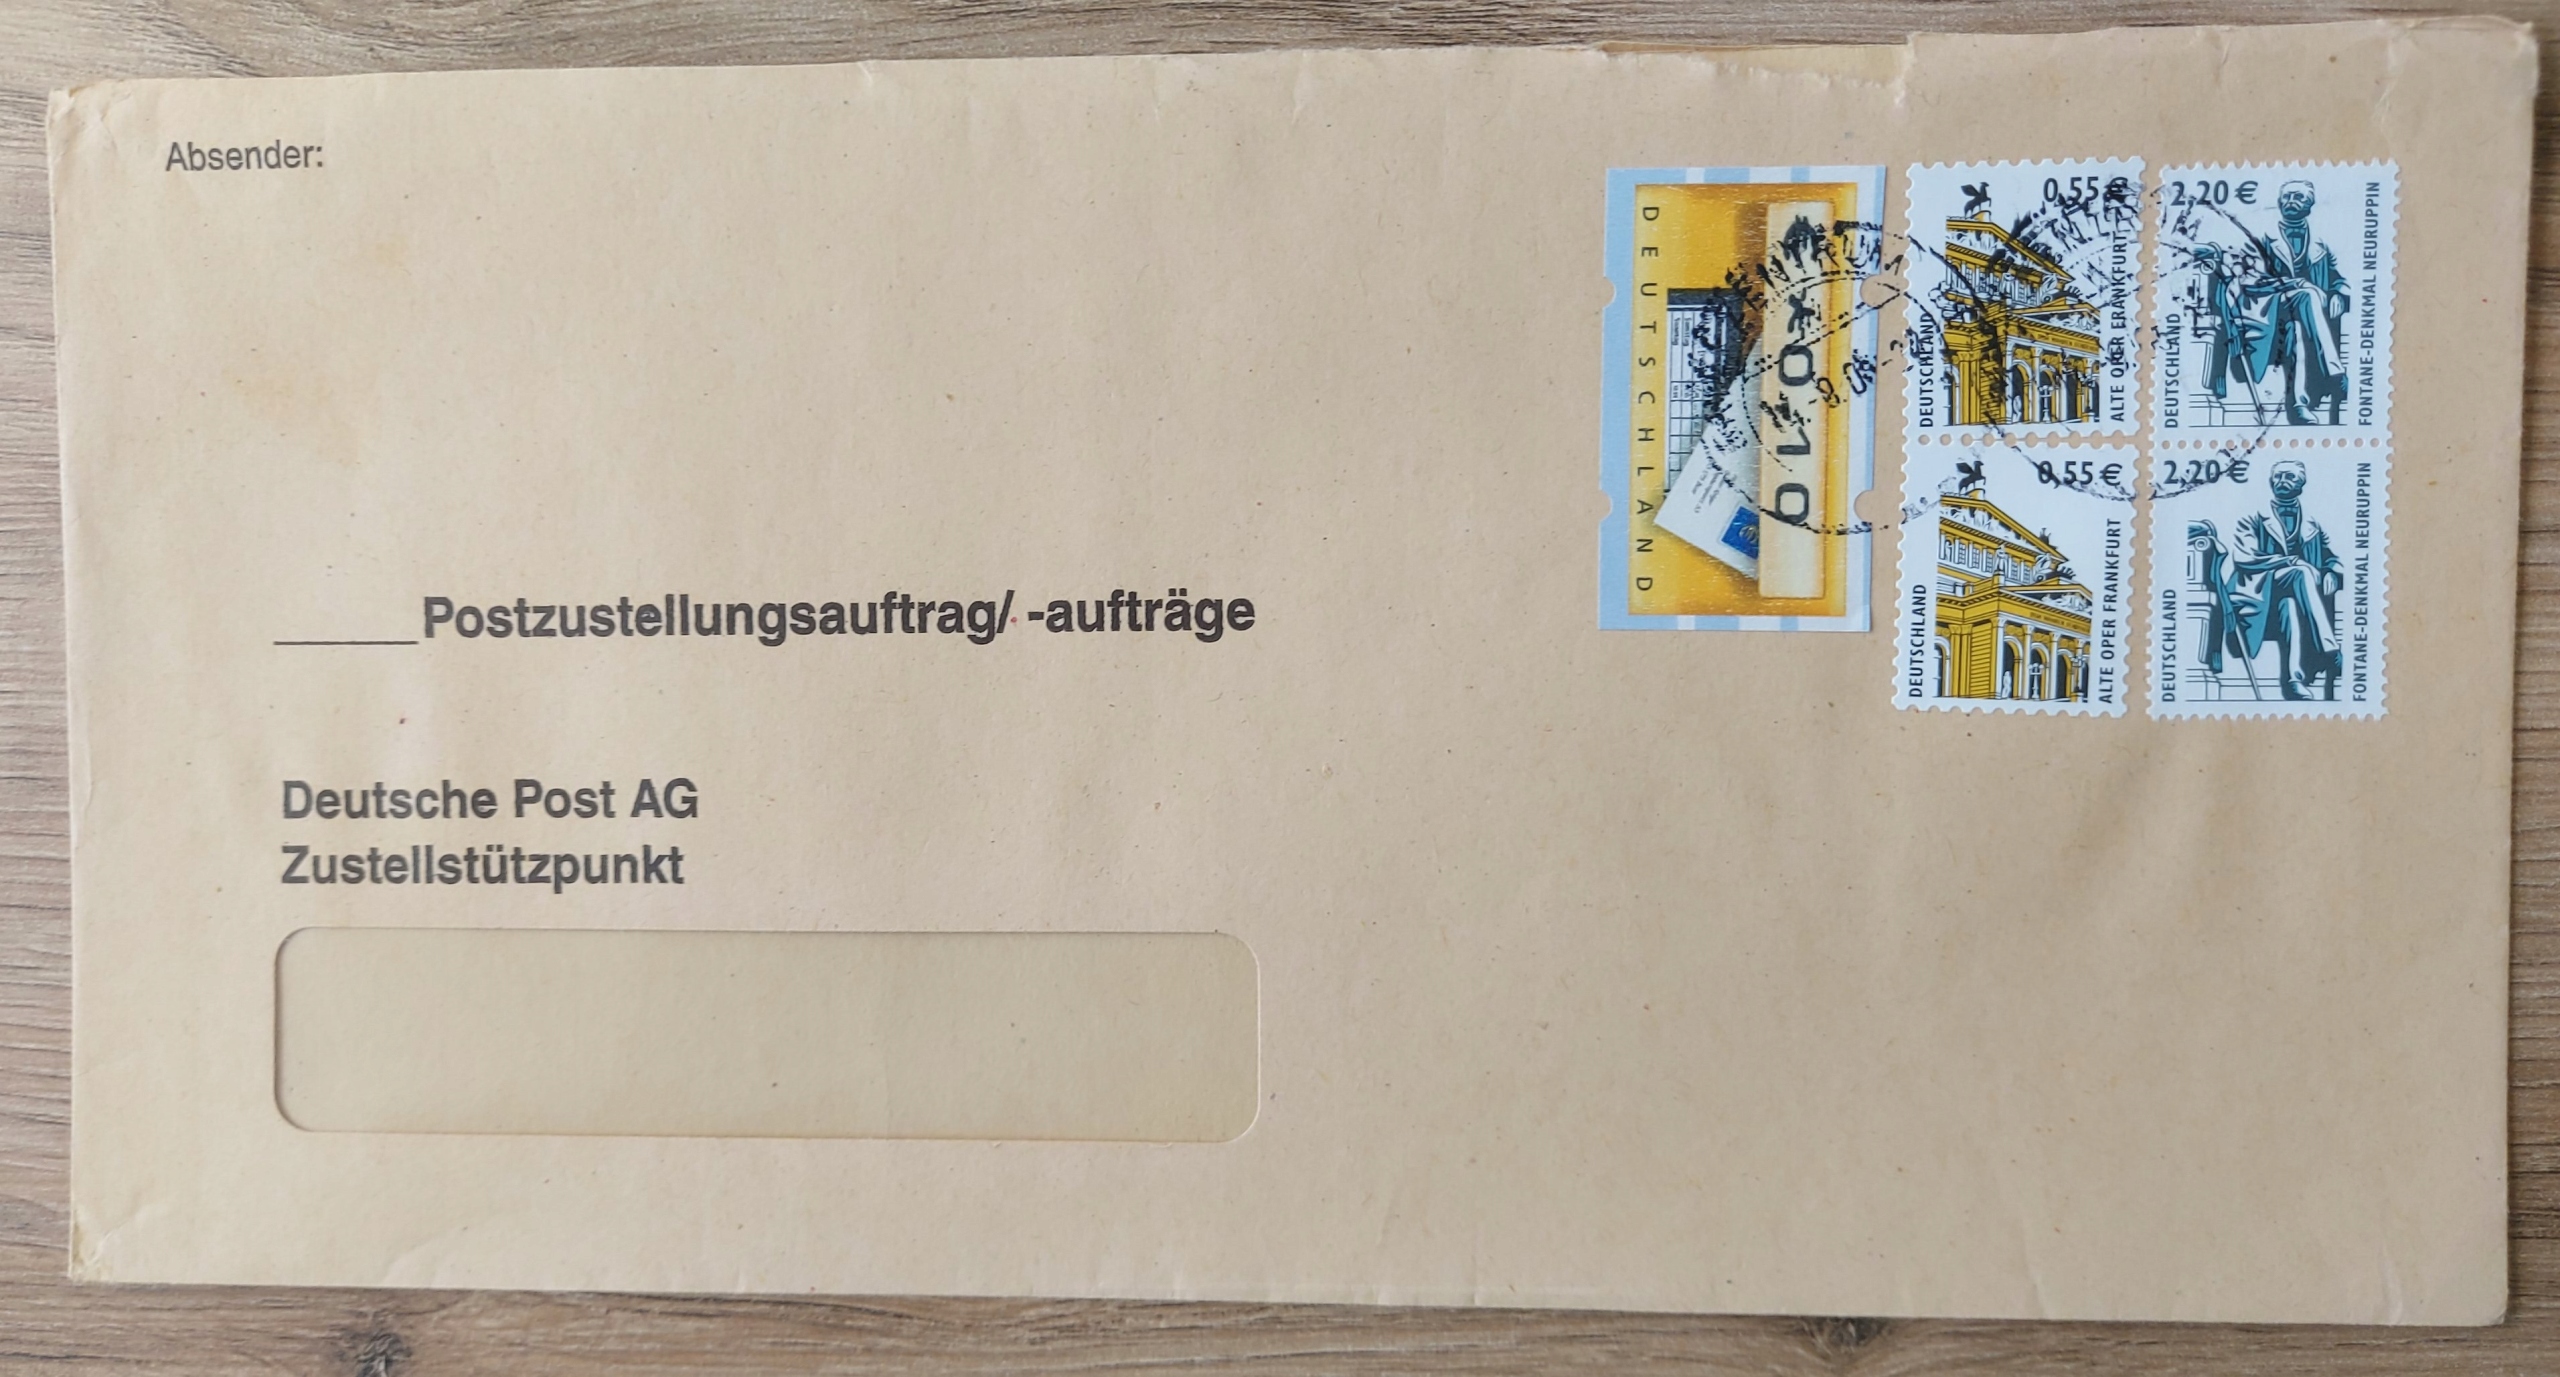 Absender:
_____Postzustellungsauftrag/ -aufträge
Deutsche Post AG
Zustellstützpunkt
DEUTSCHLAND
*0,10
0,55€
DEUTSCHLAND
ALTE OPER FRANKFURT
2,20€
DEUTSCHLAND
FONTANE-DENKMAL NEURUPPIN
0,55€
DEUTSCHLAND
ALTE OPER FRANKFURT
2,20€
DEUTSCHLAND
FONTANE-DENKMAL NEURUPPIN